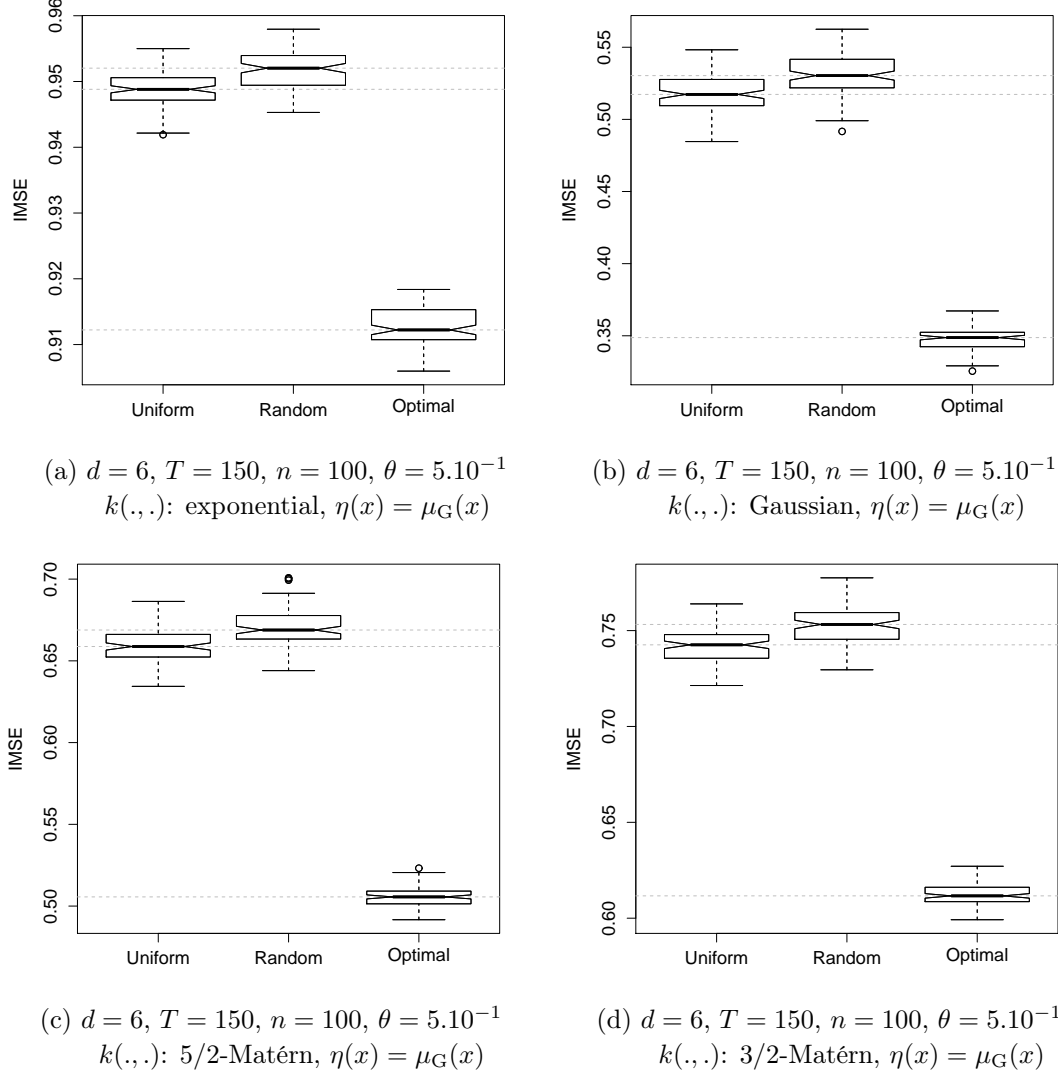 0.96
0.95
0.94
0.93
0.92
0.91
IMSE
Uniform Random Optimal
(a) d = 6, T = 150, n = 100, θ = 5.10⁻¹
k(.,.): exponential, η(x) = μ_G(x)
0.55
0.50
0.45
0.40
0.35
IMSE
Uniform Random Optimal
(b) d = 6, T = 150, n = 100, θ = 5.10⁻¹
k(.,.): Gaussian, η(x) = μ_G(x)
0.70
0.65
0.60
0.55
0.50
IMSE
Uniform Random Optimal
(c) d = 6, T = 150, n = 100, θ = 5.10⁻¹
k(.,.): 5/2-Matérn, η(x) = μ_G(x)
0.75
0.70
0.65
0.60
IMSE
Uniform Random Optimal
(d) d = 6, T = 150, n = 100, θ = 5.10⁻¹
k(.,.): 3/2-Matérn, η(x) = μ_G(x)